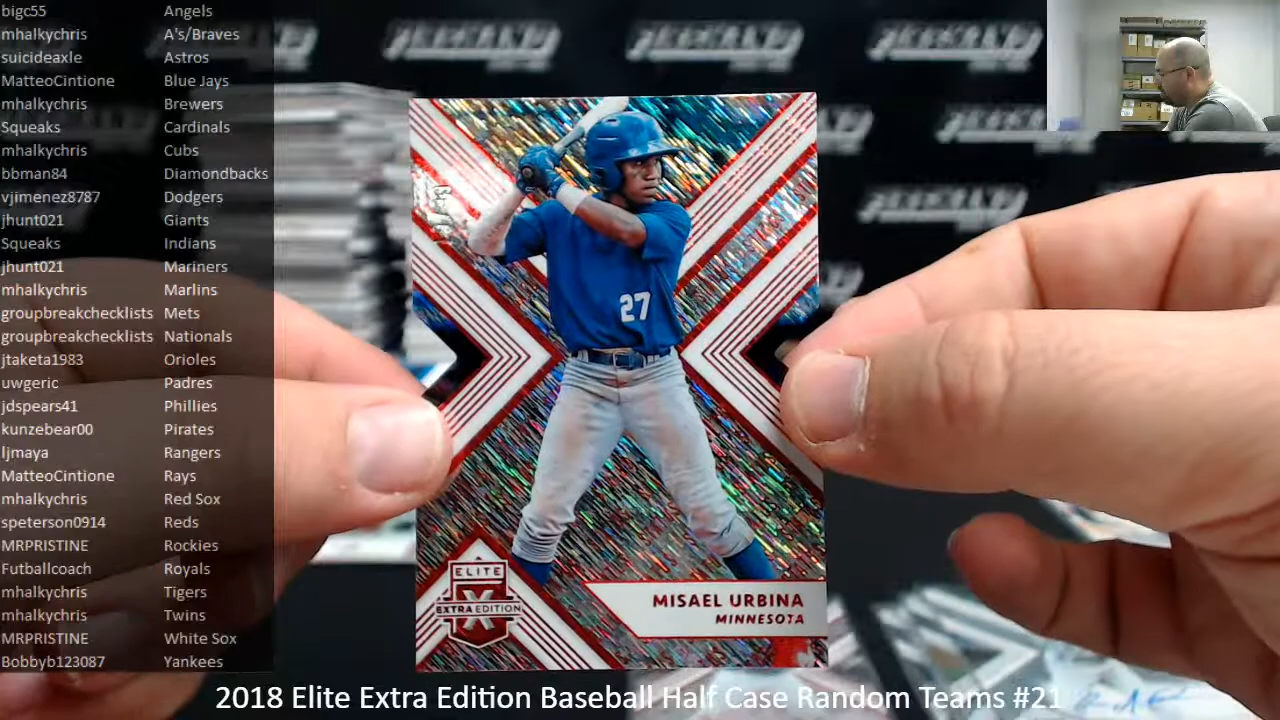 bigc55 Angels
mhalkychris A's/Braves
suicideaxle Astros
MatteoCintione Blue Jays
mhalkychris Brewers
Squeaks Cardinals
mhalkychris Cubs
bbman84 Diamondbacks
vjimenez8787 Dodgers
jhunt021 Giants
Squeaks Indians
jhunt021 Mariners
mhalkychris Marlins
groupbreakchecklists Mets
groupbreakchecklists Nationals
jtaketa1983 Orioles
uwgeric Padres
jdspears41 Phillies
kunzebear00 Pirates
ljmaya Rangers
MatteoCintione Rays
mhalkychris Red Sox
speterson0914 Reds
MRPRISTINE Rockies
Futballcoach Royals
mhalkychris Tigers
mhalkychris Twins
MRPRISTINE White Sox
Bobbyb123087 Yankees
27
ELITE
X
EXTRA EDITION
MISAEL URBINA
MINNESOTA
2018 Elite Extra Edition Baseball Half Case Random Teams #21